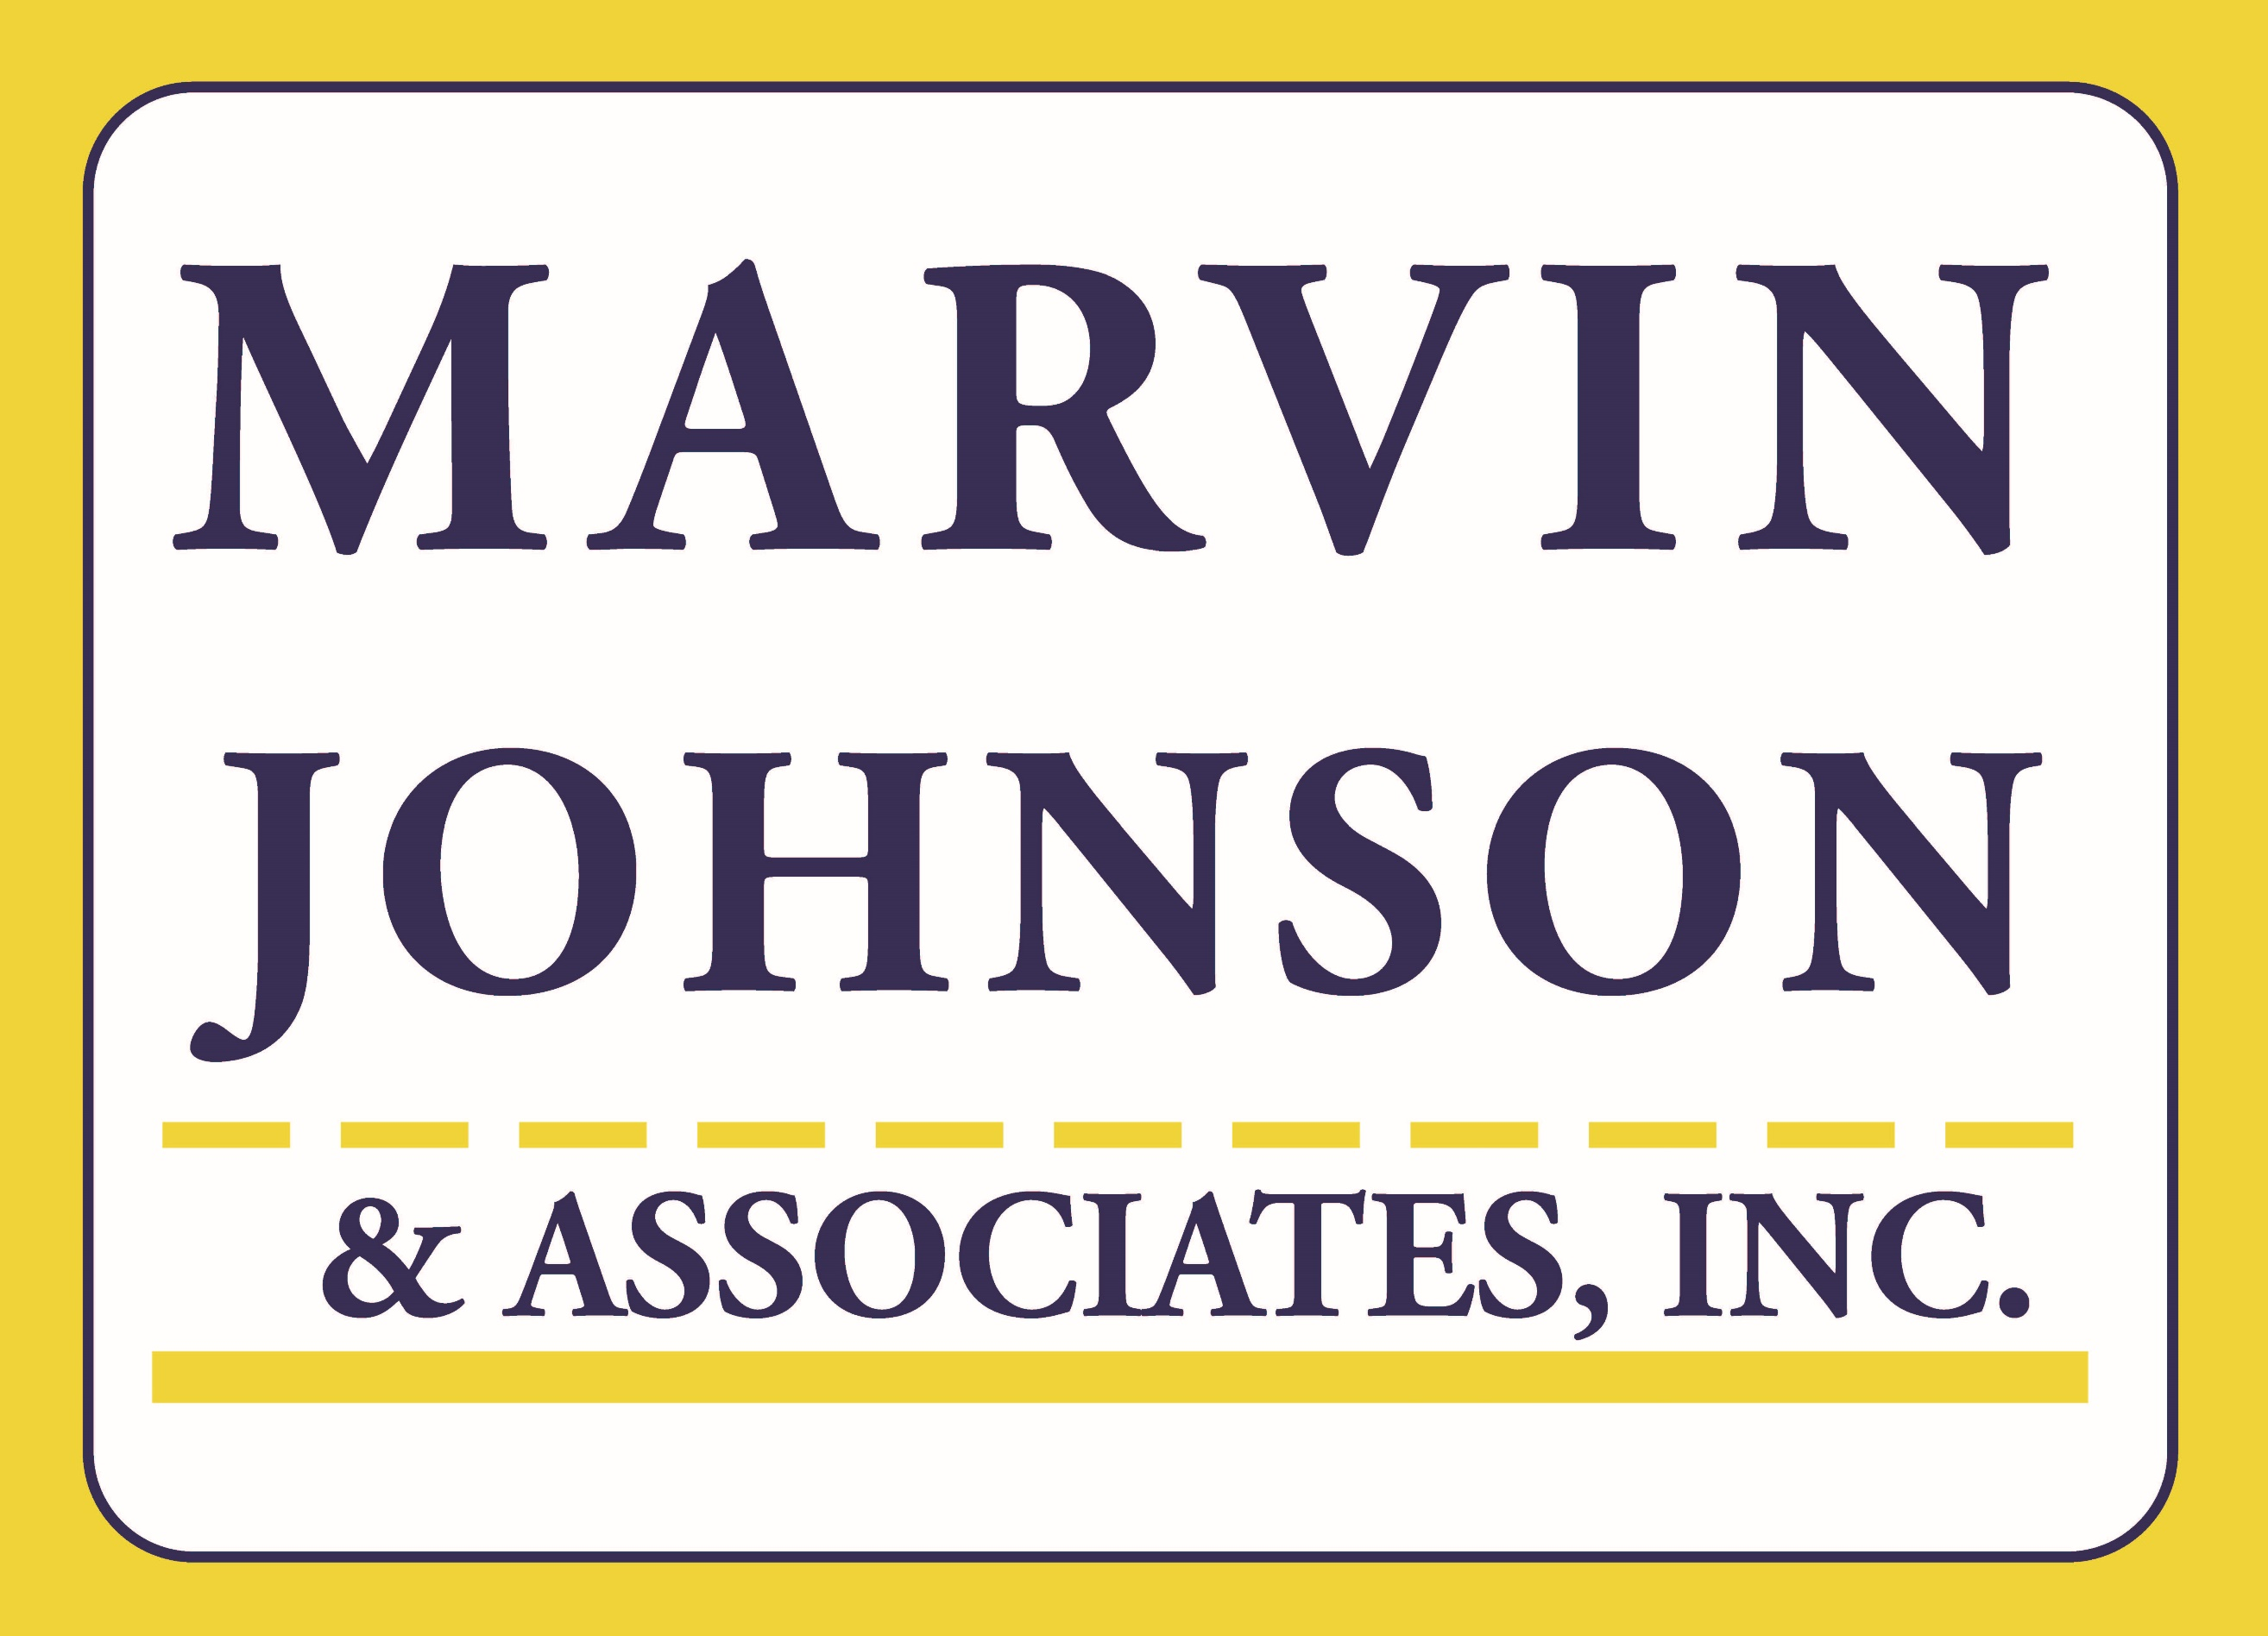 MARVIN
JOHNSON
& ASSOCIATES, INC.